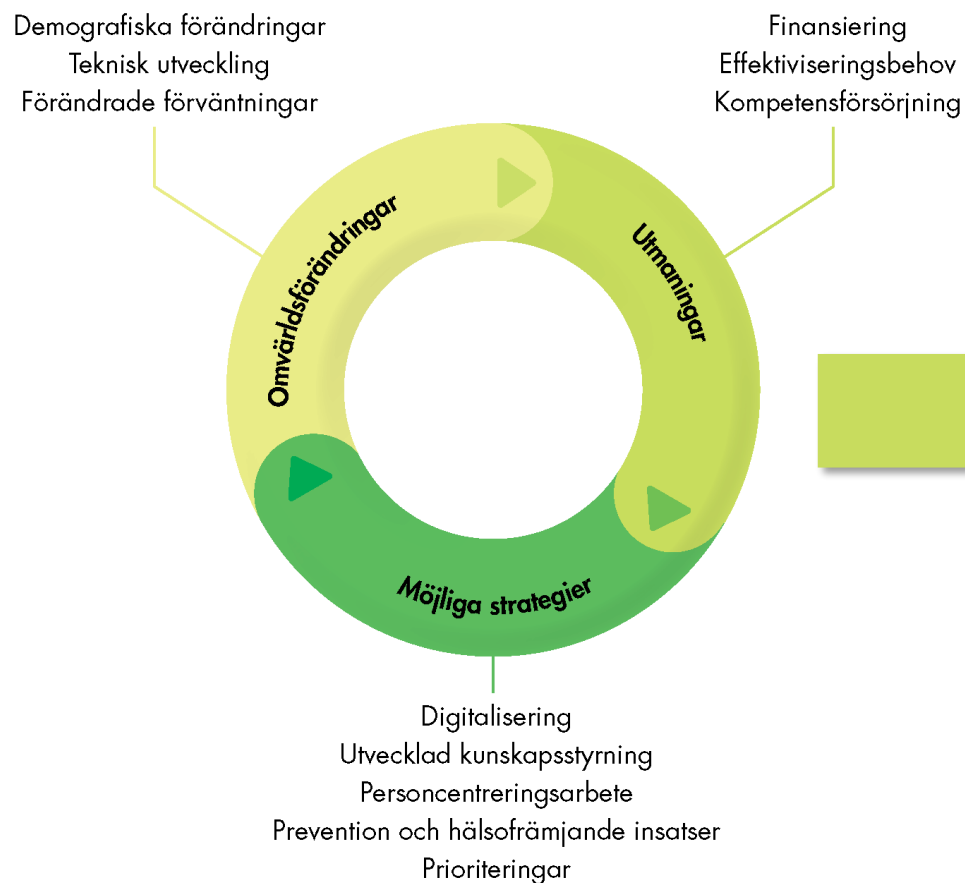 Demografiska förändringar
Teknisk utveckling
Förändrade förväntningar
Finansiering
Effektiviseringsbehov
Kompetensförsörjning
Omvärldsförändringar
Utmaningar
Möjliga strategier
Digitalisering
Utvecklad kunskapsstyrning
Personcentreringsarbete
Prevention och hälsofrämjande insatser
Prioriteringar